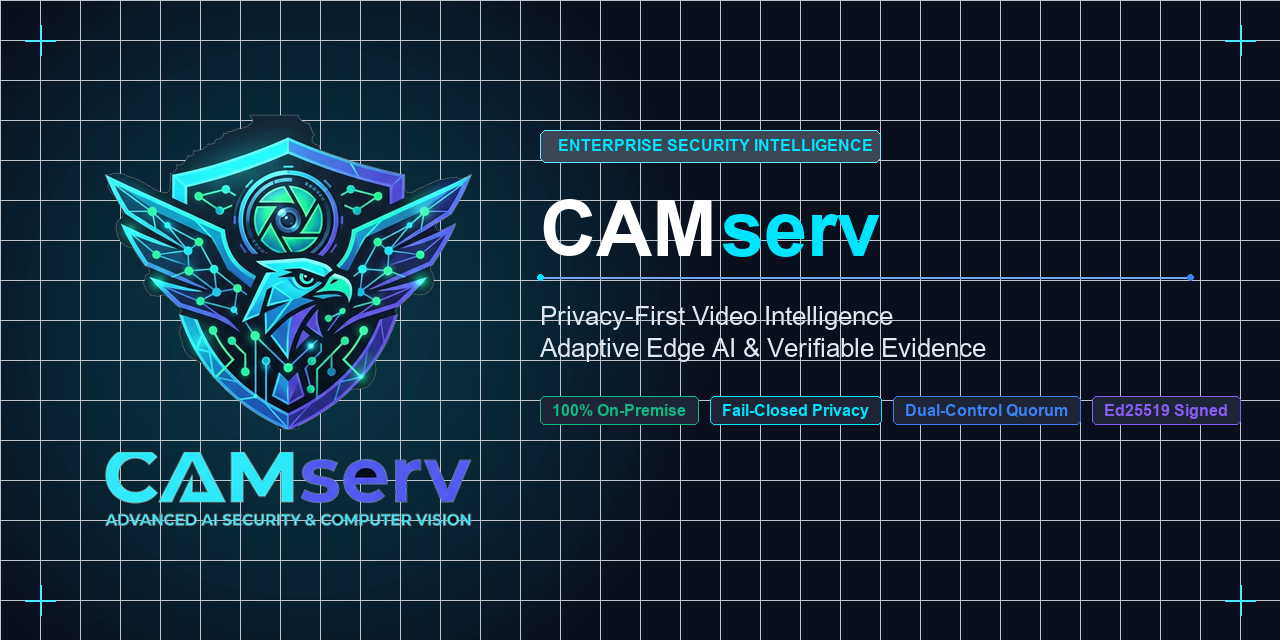 CAMserv
ADVANCED AI SECURITY & COMPUTER VISION
ENTERPRISE SECURITY INTELLIGENCE
CAMserv
Privacy-First Video Intelligence
Adaptive Edge AI & Verifiable Evidence
100% On-Premise
Fail-Closed Privacy
Dual-Control Quorum
Ed25519 Signed